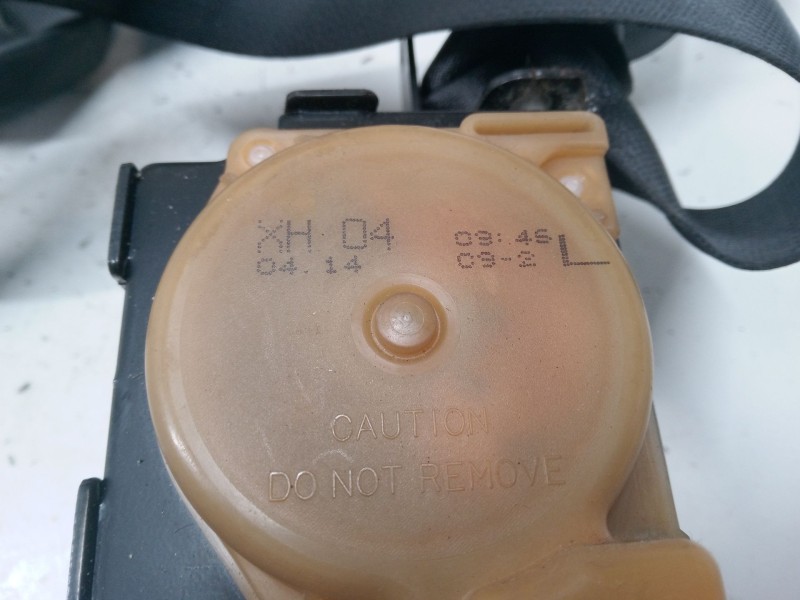 XH 04 09:46 L
04.14 09-2
CAUTION
DO NOT REMOVE